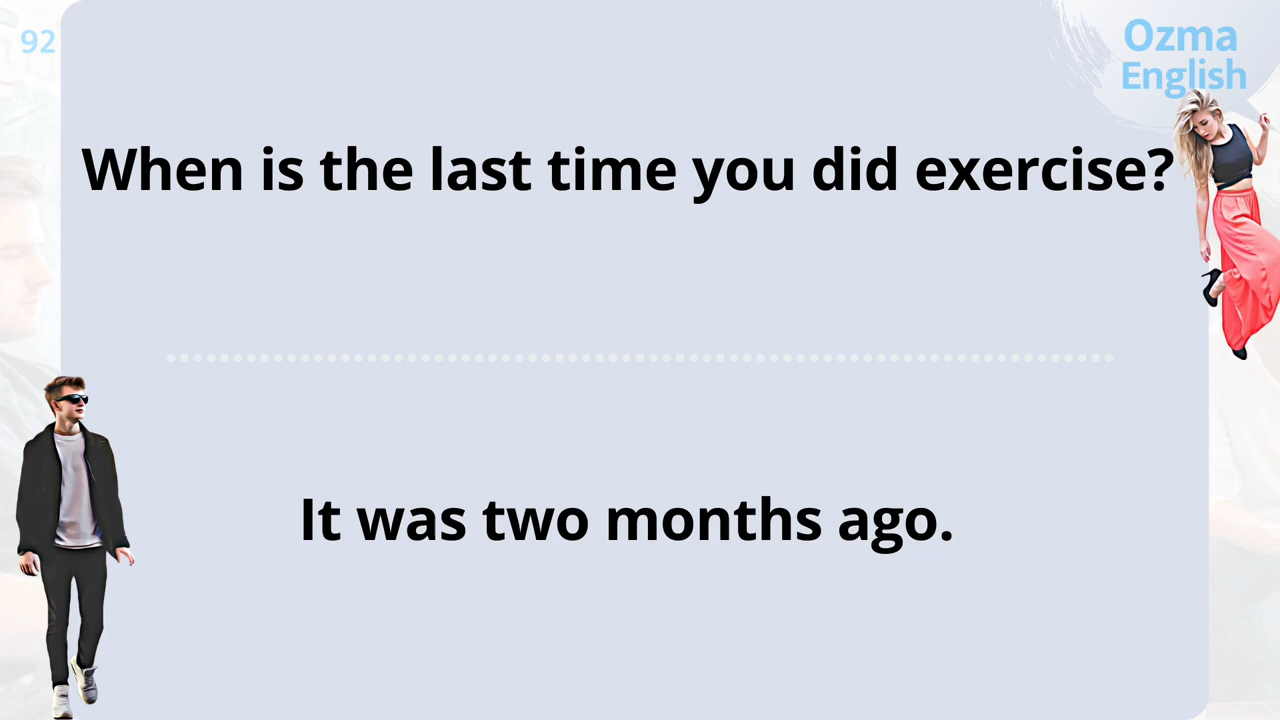 92
Ozma
English
When is the last time you did exercise?
It was two months ago.